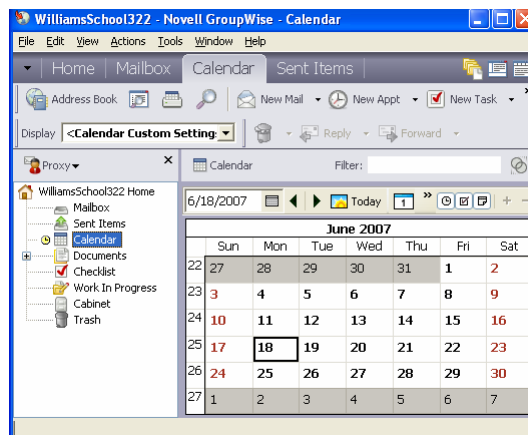 WilliamsSchool322 - Novell GroupWise - Calendar
File Edit View Actions Tools Window Help
Home Mailbox Calendar Sent Items
Address Book New Mail New Appt New Task »
Display <Calendar Custom Setting: Reply Forward
Proxy Calendar Filter:
WilliamsSchool322 Home
Mailbox
Sent Items
Calendar
Documents
Checklist
Work In Progress
Cabinet
Trash
6/18/2007 Today 1 » + -
June 2007
Sun Mon Tue Wed Thu Fri Sat
22 27 28 29 30 31 1 2
23 3 4 5 6 7 8 9
24 10 11 12 13 14 15 16
25 17 18 19 20 21 22 23
26 24 25 26 27 28 29 30
27 1 2 3 4 5 6 7